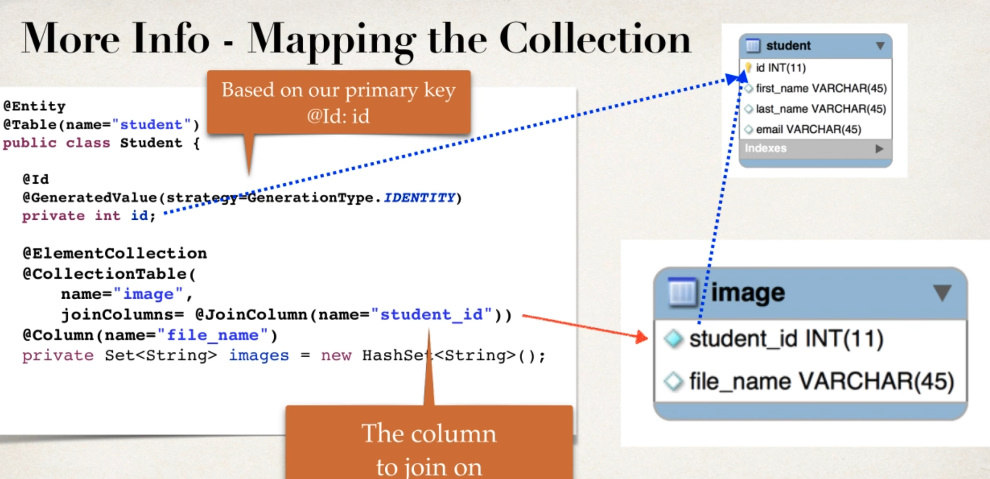 More Info - Mapping the Collection
Based on our primary key
@Id: id
@Entity
@Table(name="student")
public class Student {
@Id
@GeneratedValue(strategy=GenerationType.IDENTITY)
private int id;
@ElementCollection
@CollectionTable(
name="image",
joinColumns= @JoinColumn(name="student_id"))
@Column(name="file_name")
private Set<String> images = new HashSet<String>();
The column
to join on
student
id INT(11)
first_name VARCHAR(45)
last_name VARCHAR(45)
email VARCHAR(45)
Indexes
image
student_id INT(11)
file_name VARCHAR(45)